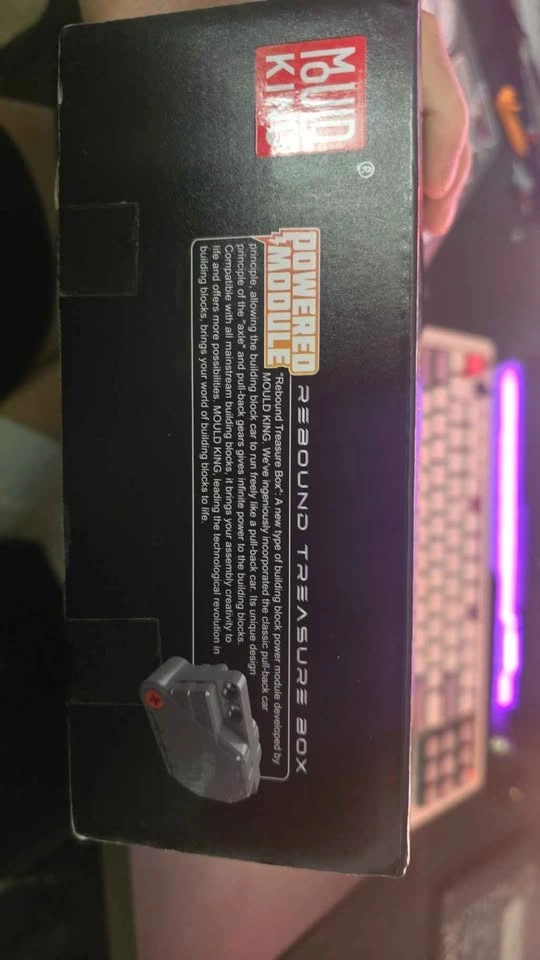 MOULD
KING
®
POWERED
MODULE
REBOUND TREASURE BOX
"Rebound Treasure Box": A new type of building block power module developed by
MOULD KING. We've ingeniously incorporated the classic pull-back car
principle, allowing the building block car to run freely like a pull-back car. Its unique design
principle of the "axle" and pull-back gears gives infinite power to the building blocks.
Compatible with all mainstream building blocks, it brings your assembly creativity to
life and offers more possibilities. MOULD KING, leading the technological revolution in
building blocks, brings your world of building blocks to life.